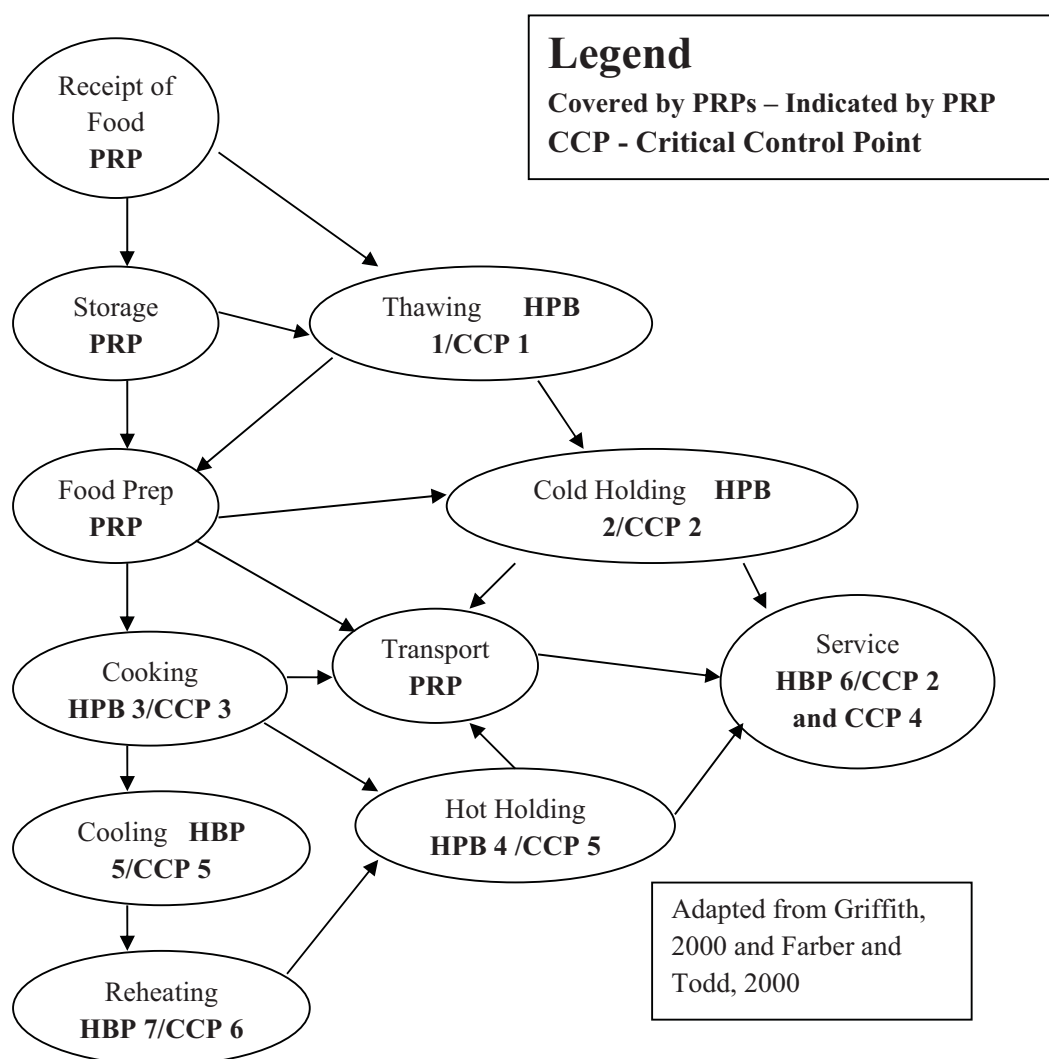 Legend
Covered by PRPs – Indicated by PRP
CCP - Critical Control Point
Receipt of
Food
PRP
Storage
PRP
Thawing HPB
1/CCP 1
Food Prep
PRP
Cold Holding HPB
2/CCP 2
Cooking
HPB 3/CCP 3
Transport
PRP
Service
HBP 6/CCP 2
and CCP 4
Cooling HBP
5/CCP 5
Hot Holding
HPB 4 /CCP 5
Reheating
HBP 7/CCP 6
Adapted from Griffith,
2000 and Farber and
Todd, 2000